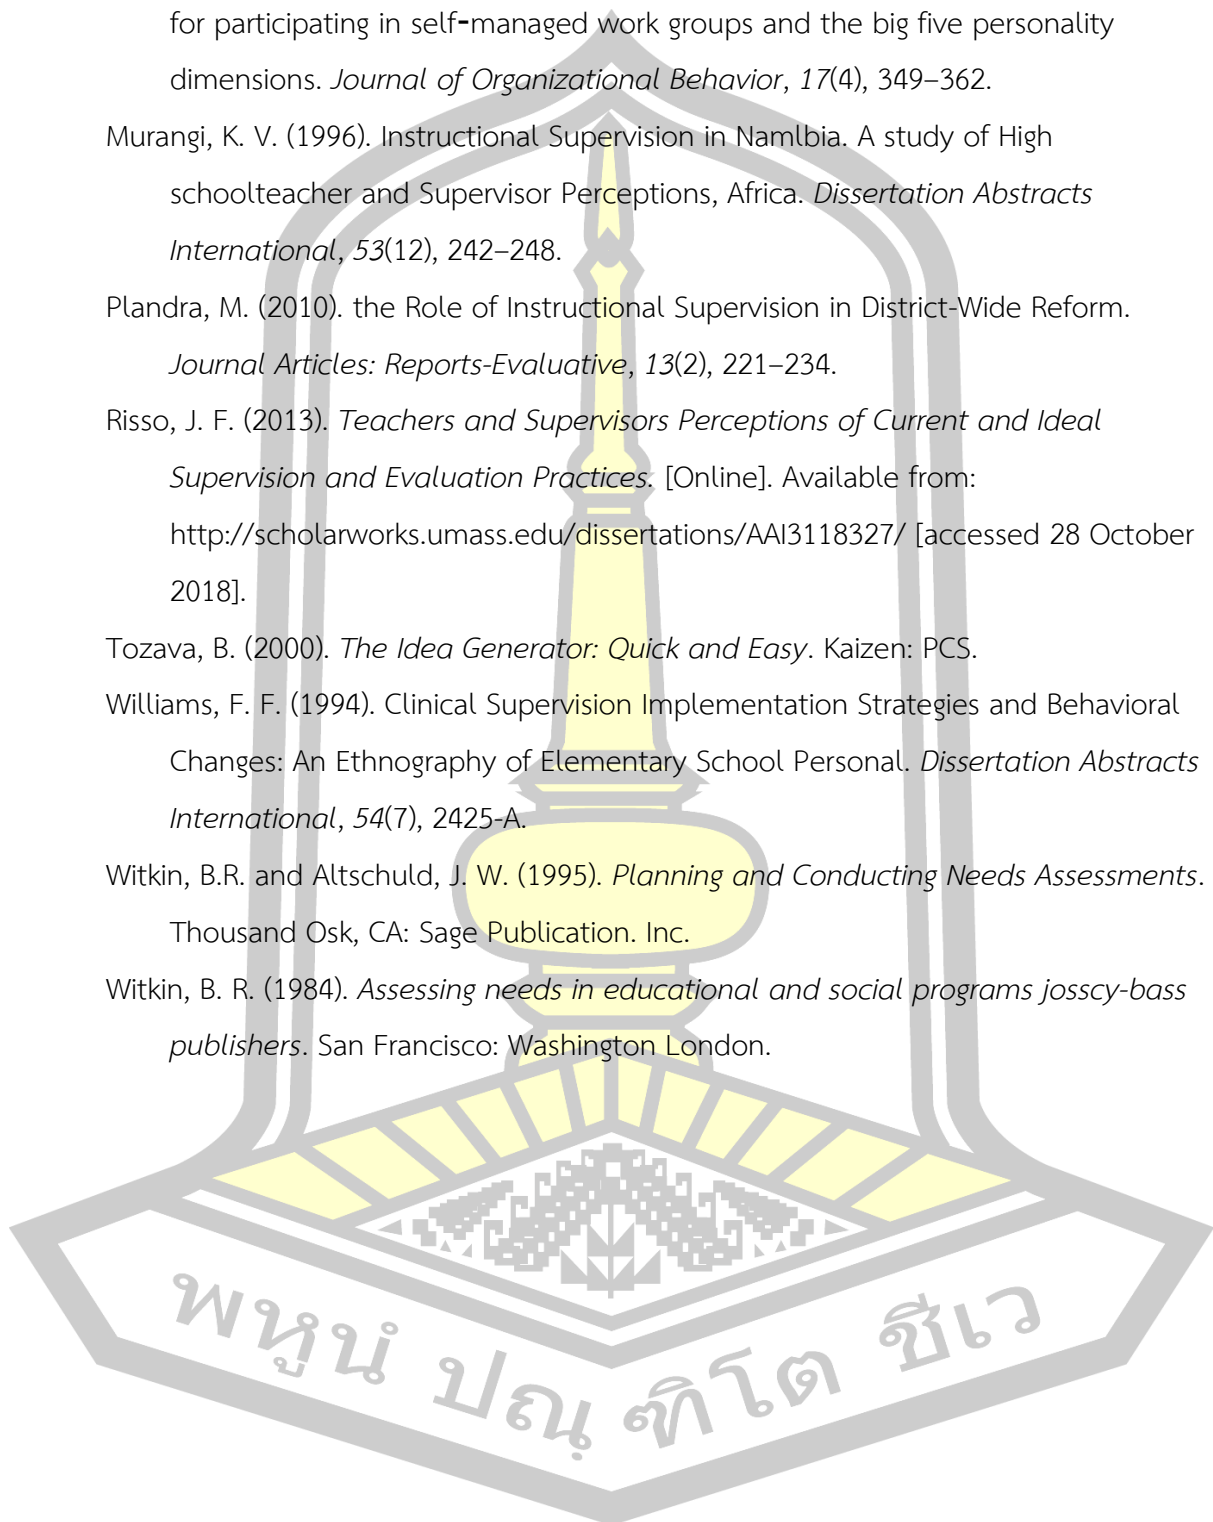 for participating in self-managed work groups and the big five personality
dimensions. Journal of Organizational Behavior, 17(4), 349–362.
Murangi, K. V. (1996). Instructional Supervision in Namlbia. A study of High
schoolteacher and Supervisor Perceptions, Africa. Dissertation Abstracts
International, 53(12), 242–248.
Plandra, M. (2010). the Role of Instructional Supervision in District-Wide Reform.
Journal Articles: Reports-Evaluative, 13(2), 221–234.
Risso, J. F. (2013). Teachers and Supervisors Perceptions of Current and Ideal
Supervision and Evaluation Practices. [Online]. Available from:
http://scholarworks.umass.edu/dissertations/AAI3118327/ [accessed 28 October
2018].
Tozava, B. (2000). The Idea Generator: Quick and Easy. Kaizen: PCS.
Williams, F. F. (1994). Clinical Supervision Implementation Strategies and Behavioral
Changes: An Ethnography of Elementary School Personal. Dissertation Abstracts
International, 54(7), 2425-A.
Witkin, B.R. and Altschuld, J. W. (1995). Planning and Conducting Needs Assessments.
Thousand Osk, CA: Sage Publication. Inc.
Witkin, B. R. (1984). Assessing needs in educational and social programs josscy-bass
publishers. San Francisco: Washington London.
พหูนํ ปณฺฑิโต ชีเว